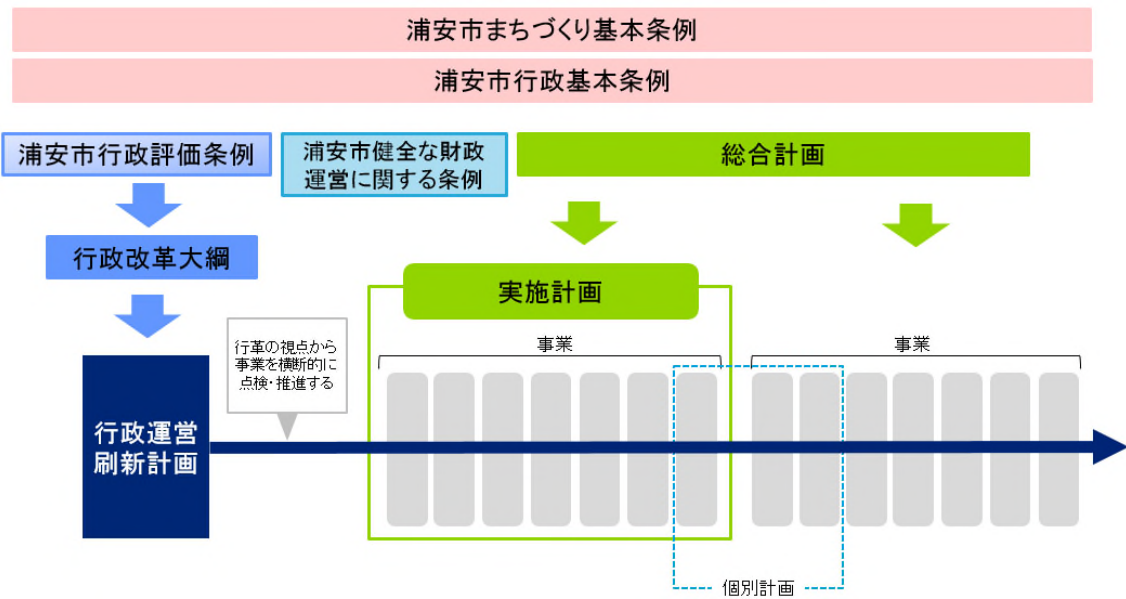 浦安市まちづくり基本条例
浦安市行政基本条例
浦安市行政評価条例
浦安市健全な財政
運営に関する条例
総合計画
行政改革大綱
実施計画
行革の視点から
事業を横断的に
点検・推進する
事業
事業
行政運営
刷新計画
個別計画